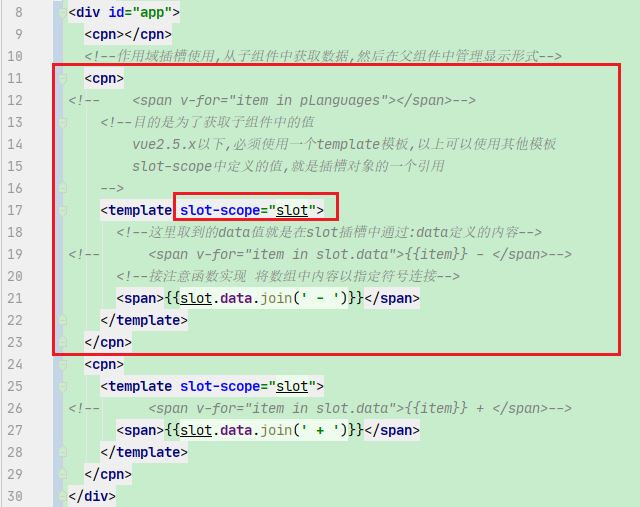 8 <div id="app">
9 <cpn></cpn>
10 <!--作用域插槽使用,从子组件中获取数据,然后在父组件中管理显示形式-->
11 <cpn>
12 <!-- <span v-for="item in pLanguages"></span>-->
13 <!--目的是为了获取子组件中的值
14 vue2.5.x以下,必须使用一个template模板,以上可以使用其他模板
15 slot-scope中定义的值,就是插槽对象的一个引用
16 -->
17 <template slot-scope="slot">
18 <!--这里取到的data值就是在slot插槽中通过:data定义的内容-->
19 <!-- <span v-for="item in slot.data">{{item}} - </span>-->
20 <!--按注意函数实现 将数组中内容以指定符号连接-->
21 <span>{{slot.data.join(' - ')}}</span>
22 </template>
23 </cpn>
24 <cpn>
25 <template slot-scope="slot">
26 <!-- <span v-for="item in slot.data">{{item}} + </span>-->
27 <span>{{slot.data.join(' + ')}}</span>
28 </template>
29 </cpn>
30 </div>